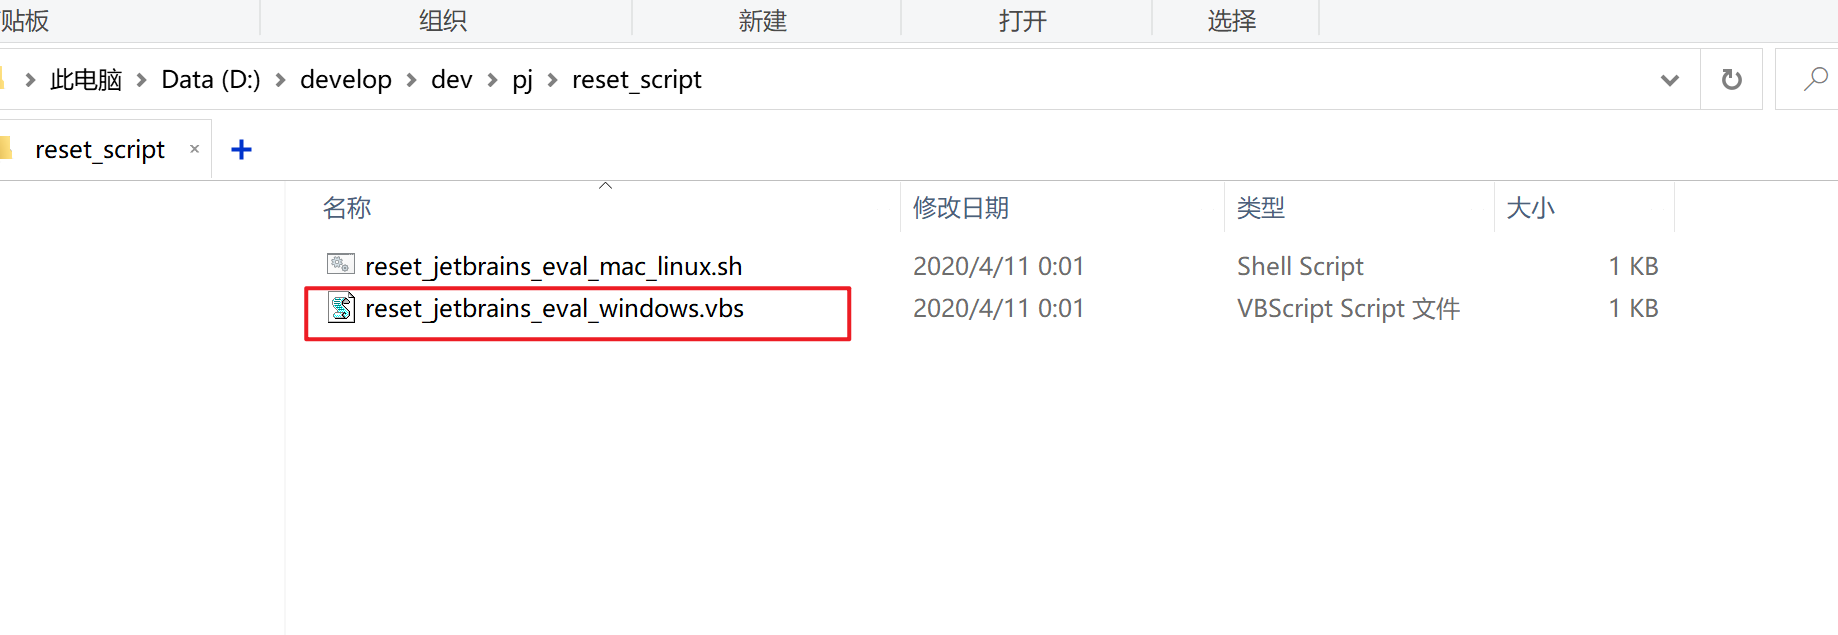 贴板 组织 新建 打开 选择
此电脑 > Data (D:) > develop > dev > pj > reset_script
reset_script × +
名称 修改日期 类型 大小
reset_jetbrains_eval_mac_linux.sh 2020/4/11 0:01 Shell Script 1 KB
reset_jetbrains_eval_windows.vbs 2020/4/11 0:01 VBScript Script 文件 1 KB